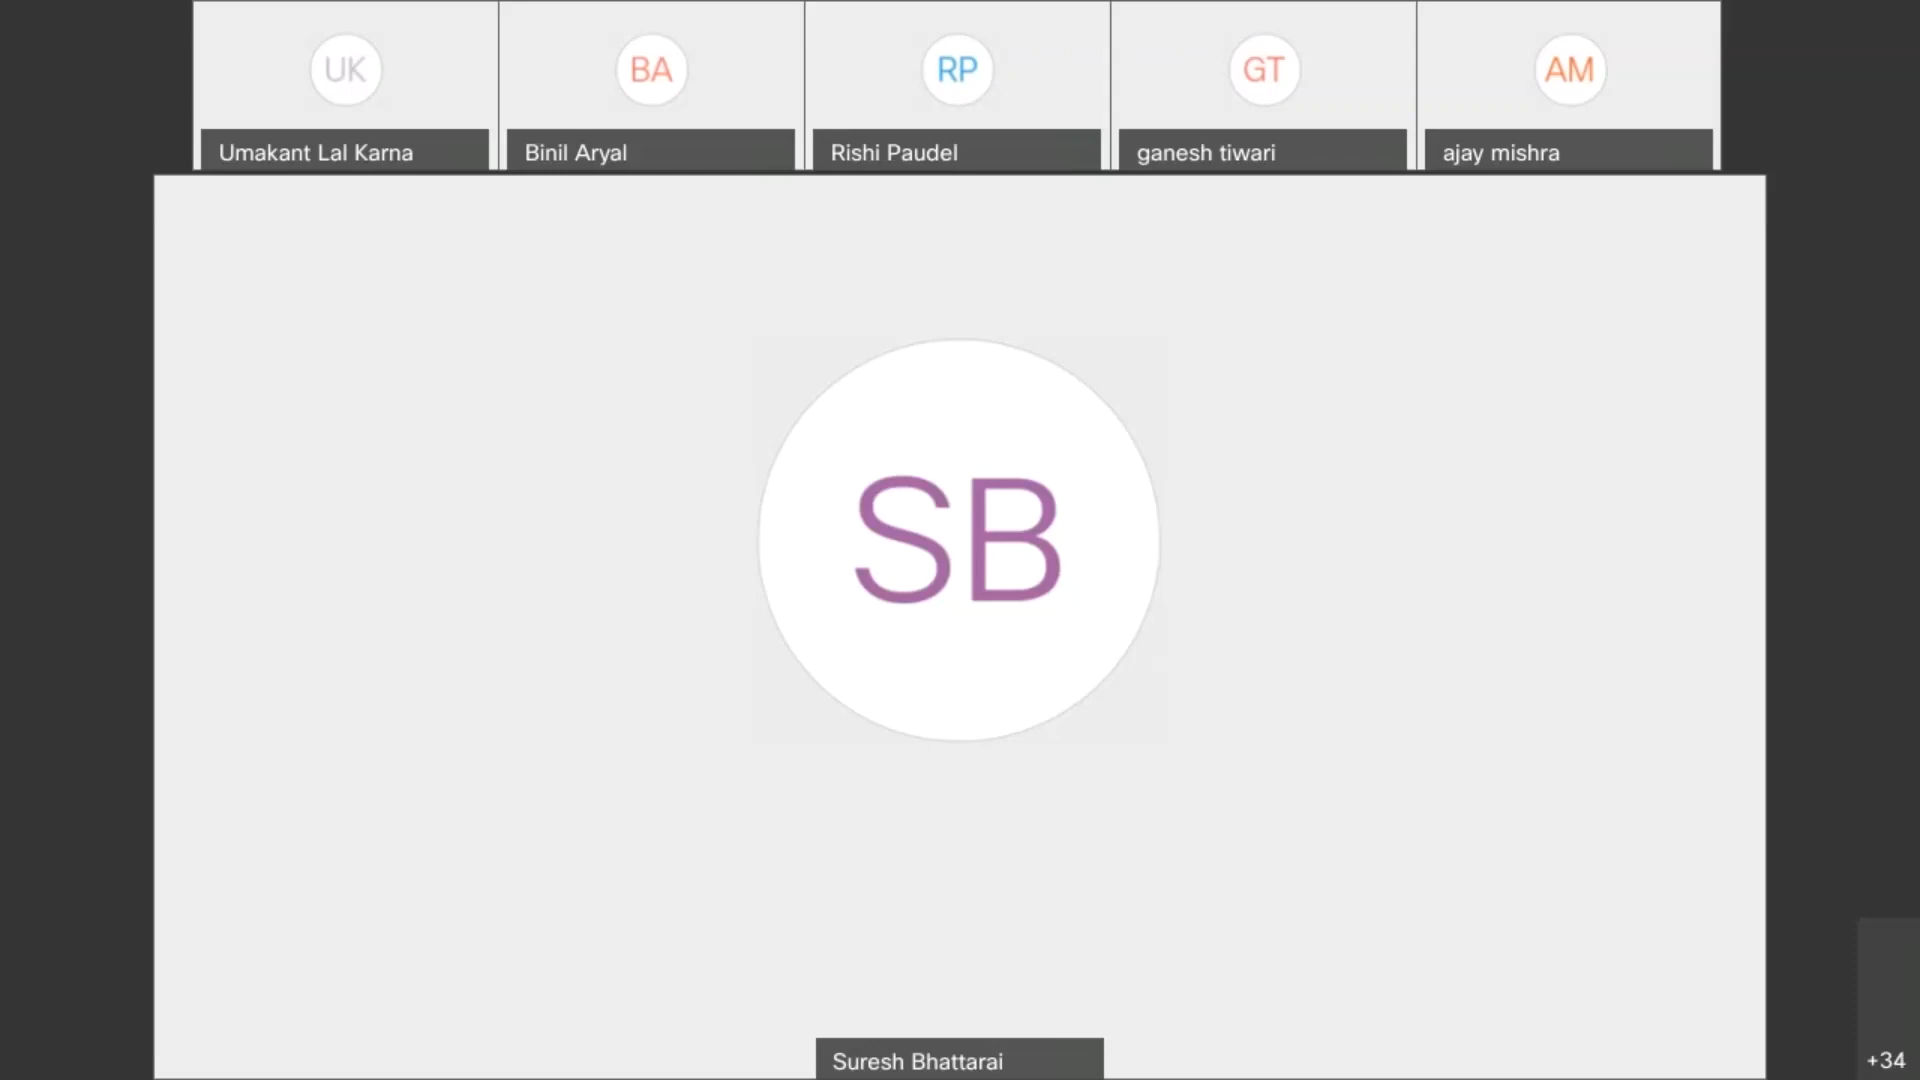 UK
BA
RP
GT
AM
Umakant Lal Karna
Binil Aryal
Rishi Paudel
ganesh tiwari
ajay mishra
SB
Suresh Bhattarai
+34